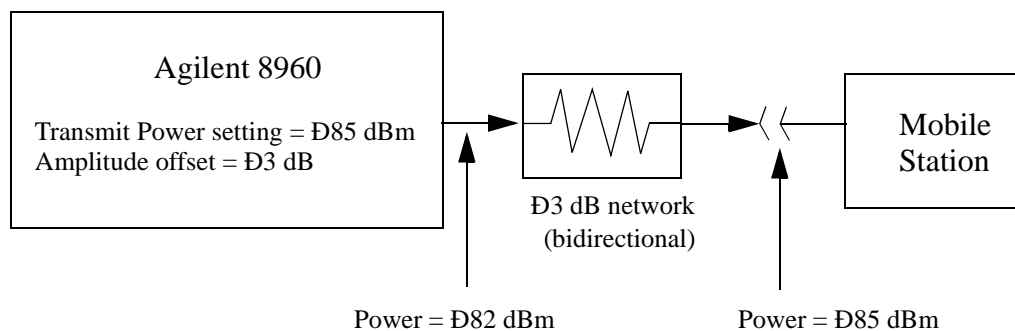 Agilent 8960
Transmit Power setting = Ð85 dBm
Amplitude offset = Ð3 dB
Mobile
Station
Ð3 dB network
(bidirectional)
Power = Ð82 dBm
Power = Ð85 dBm